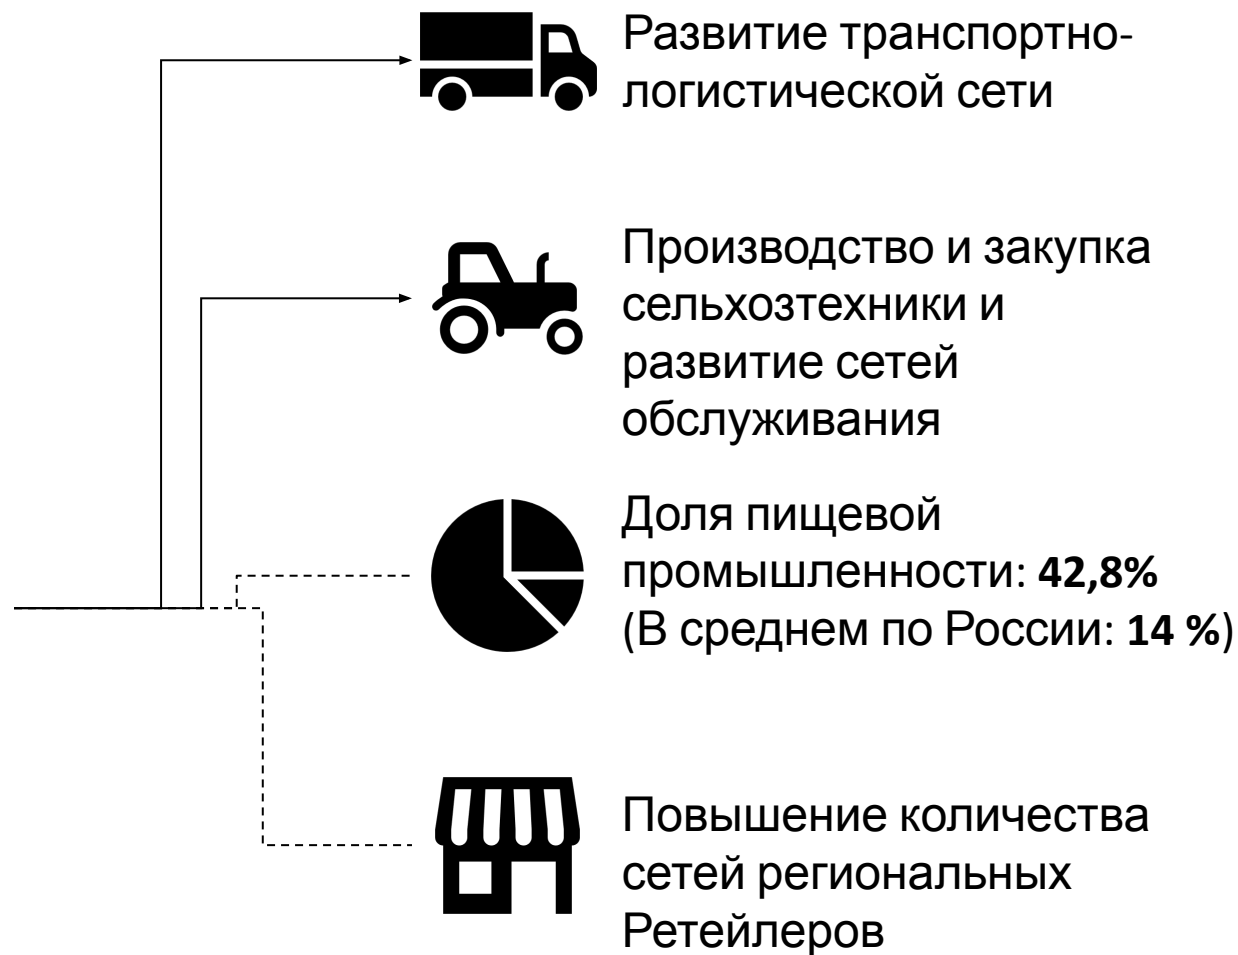 Развитие транспортно-
логистической сети
Производство и закупка
сельхозтехники и
развитие сетей
обслуживания
Доля пищевой
промышленности: 42,8%
(В среднем по России: 14 %)
Повышение количества
сетей региональных
Ретейлеров